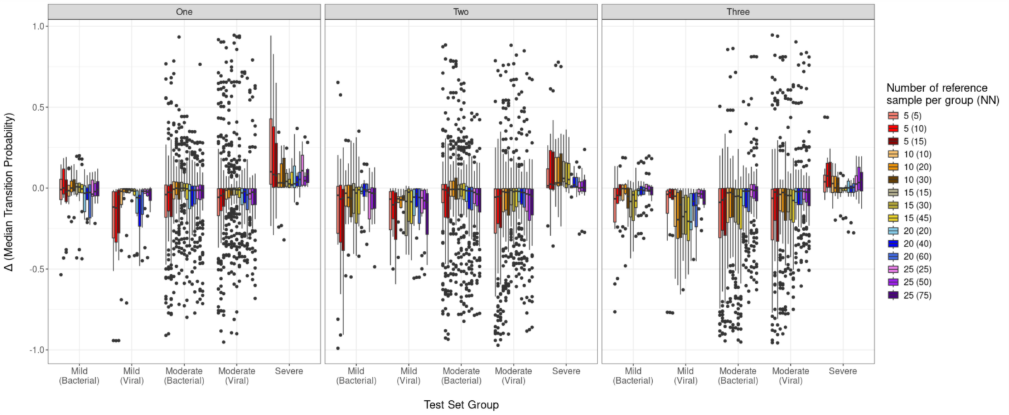 One
Two
Three
Δ (Median Transition Probability)
1.0
0.5
0.0
-0.5
-1.0
Mild
(Bacterial)
Mild
(Viral)
Moderate
(Bacterial)
Moderate
(Viral)
Severe
Mild
(Bacterial)
Mild
(Viral)
Moderate
(Bacterial)
Moderate
(Viral)
Severe
Mild
(Bacterial)
Mild
(Viral)
Moderate
(Bacterial)
Moderate
(Viral)
Severe
Test Set Group
Number of reference
sample per group (NN)
5 (5)
5 (10)
5 (15)
10 (10)
10 (20)
10 (30)
15 (15)
15 (30)
15 (45)
20 (20)
20 (40)
20 (60)
25 (25)
25 (50)
25 (75)